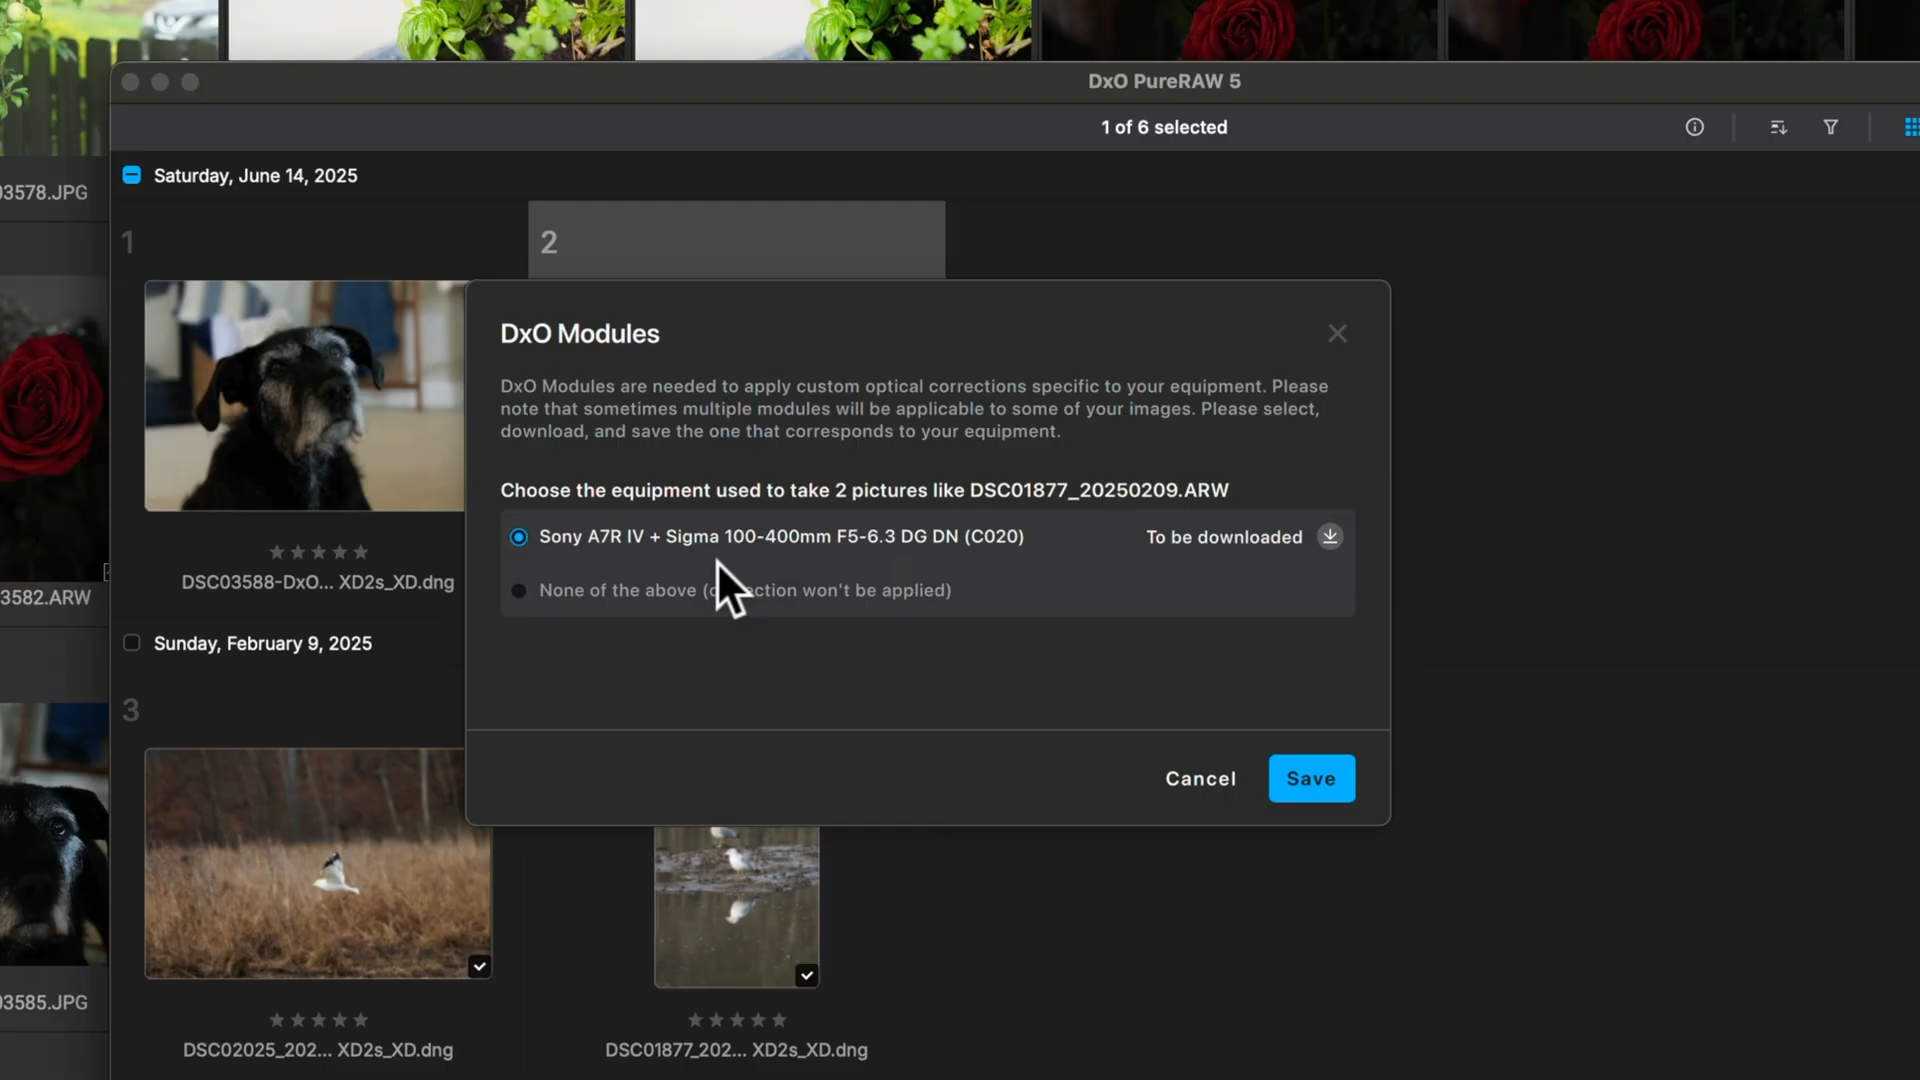 DxO PureRAW 5
1 of 6 selected
Saturday, June 14, 2025
03578.JPG
1
2
DxO Modules
DxO Modules are needed to apply custom optical corrections specific to your equipment. Please
note that sometimes multiple modules will be applicable to some of your images. Please select,
download, and save the one that corresponds to your equipment.
Choose the equipment used to take 2 pictures like DSC01877_20250209.ARW
Sony A7R IV + Sigma 100-400mm F5-6.3 DG DN (C020)
To be downloaded
None of the above ( won't be applied)
DSC03588-DxO... XD2s_XD.dng
3582.ARW
Sunday, February 9, 2025
3
Cancel
Save
03585.JPG
DSC02025_202... XD2s_XD.dng
DSC01877_202... XD2s_XD.dng